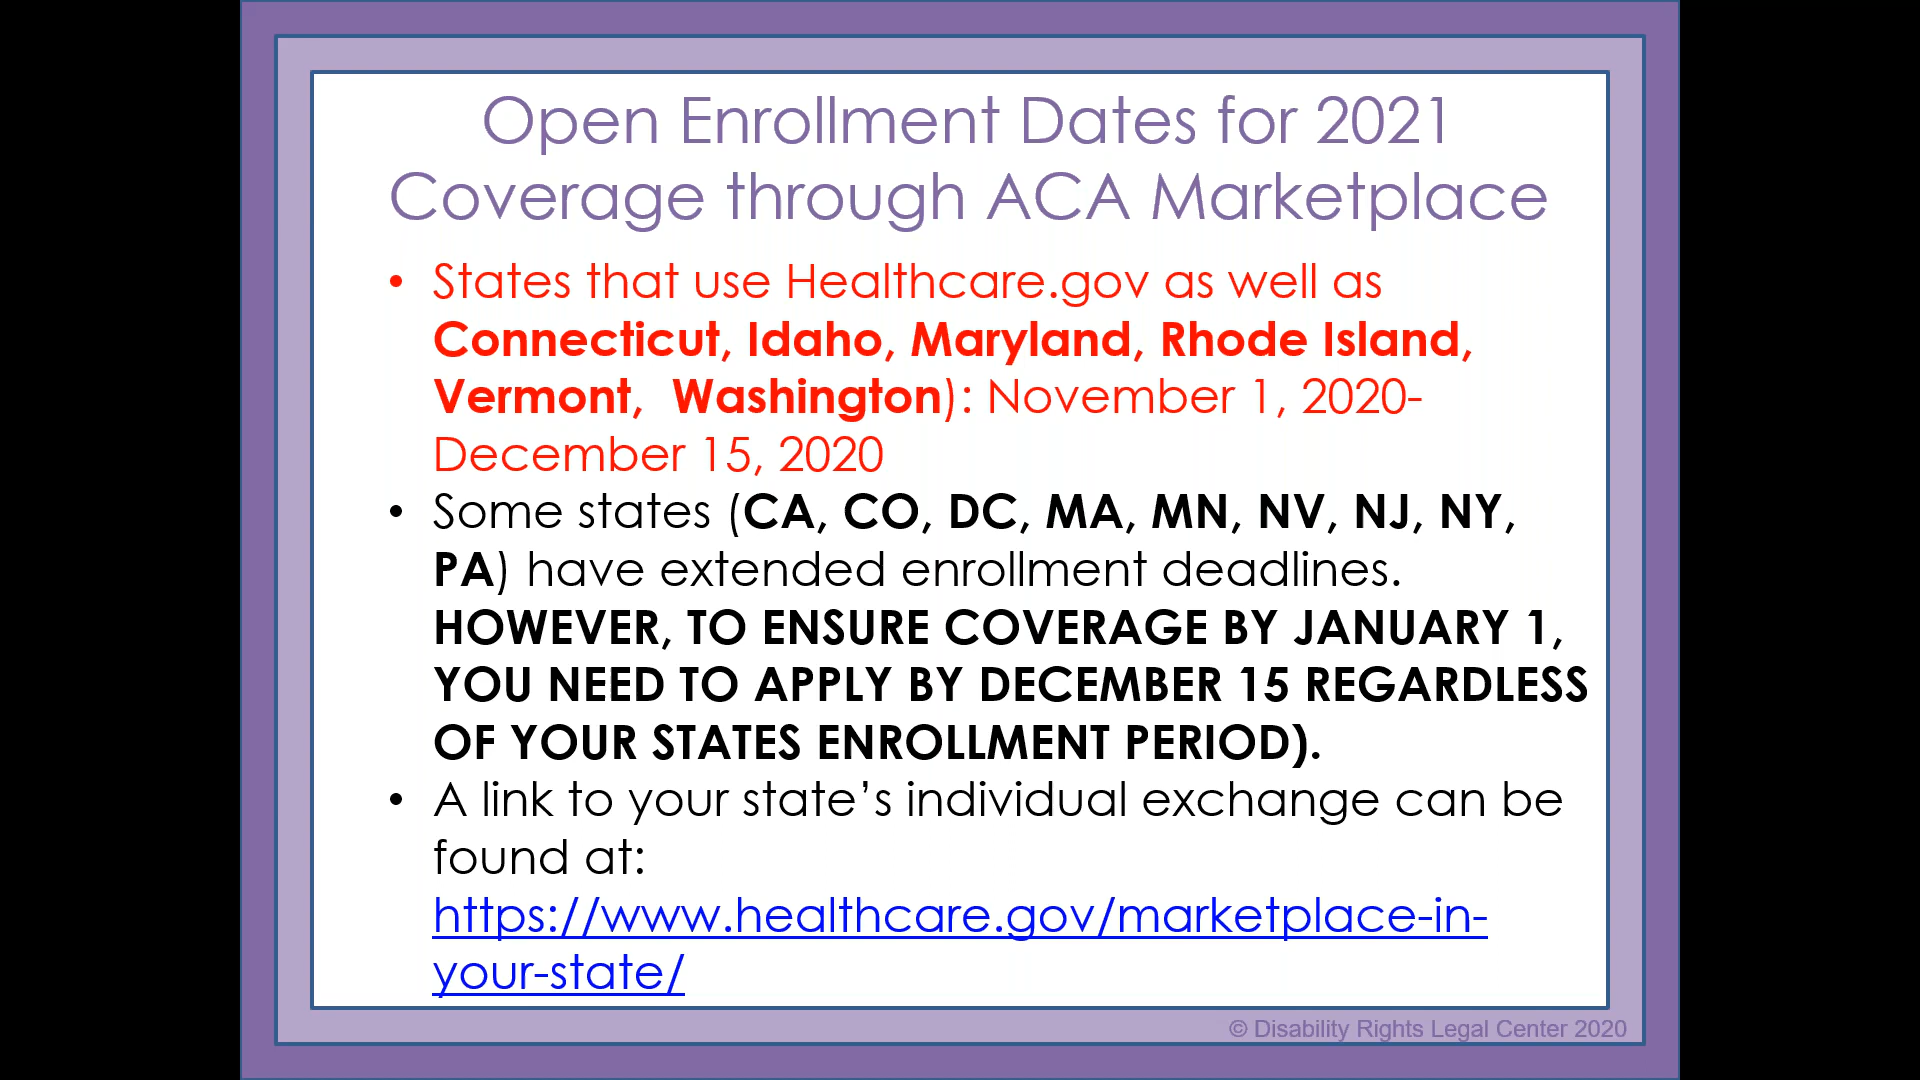 Open Enrollment Dates for 2021
Coverage through ACA Marketplace
• States that use Healthcare.gov as well as
Connecticut, Idaho, Maryland, Rhode Island,
Vermont,  Washington): November 1, 2020-
December 15, 2020
• Some states (CA, CO, DC, MA, MN, NV, NJ, NY,
PA) have extended enrollment deadlines.
HOWEVER, TO ENSURE COVERAGE BY JANUARY 1,
YOU NEED TO APPLY BY DECEMBER 15 REGARDLESS
OF YOUR STATES ENROLLMENT PERIOD).
• A link to your state’s individual exchange can be
found at:
https://www.healthcare.gov/marketplace-in-
your-state/
© Disability Rights Legal Center 2020